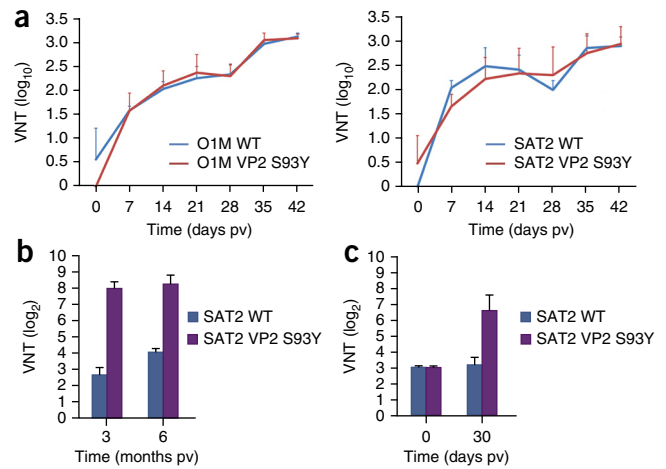 a
VNT (log10)
3.5
3.0
2.5
2.0
1.5
1.0
0.5
0
O1M WT
O1M VP2 S93Y
0 7 14 21 28 35 42
Time (days pv)
VNT (log10)
3.5
3.0
2.5
2.0
1.5
1.0
0.5
0
SAT2 WT
SAT2 VP2 S93Y
0 7 14 21 28 35 42
Time (days pv)
b
VNT (log2)
10
9
8
7
6
5
4
3
2
1
0
SAT2 WT
SAT2 VP2 S93Y
3 6
Time (months pv)
c
VNT (log2)
10
9
8
7
6
5
4
3
2
1
0
SAT2 WT
SAT2 VP2 S93Y
0 30
Time (days pv)